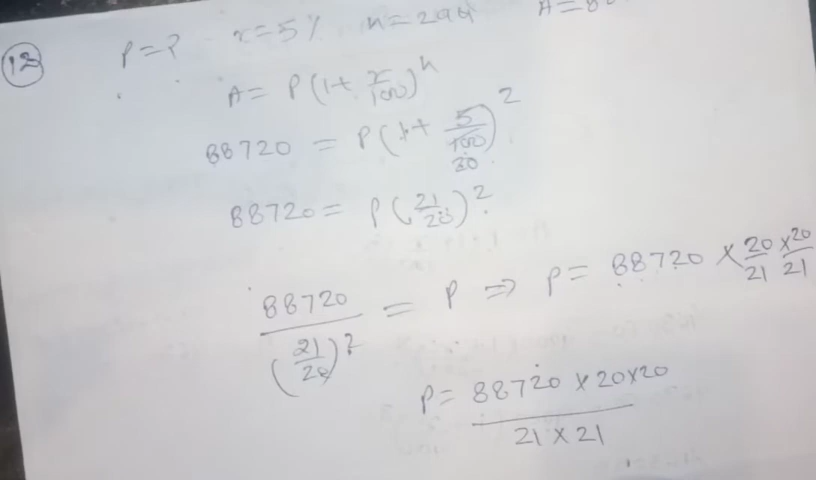 12 P=? r=5% n=2 A=88
A= P(1+ r/100)^n
88720 = P(1+ 5/100 20)^2
88720= P(21/20)^2
88720/(21/20)^2 = P ⇒ P= 88720 × 20/21 × 20/21
P= 88720 × 20×20/21 × 21